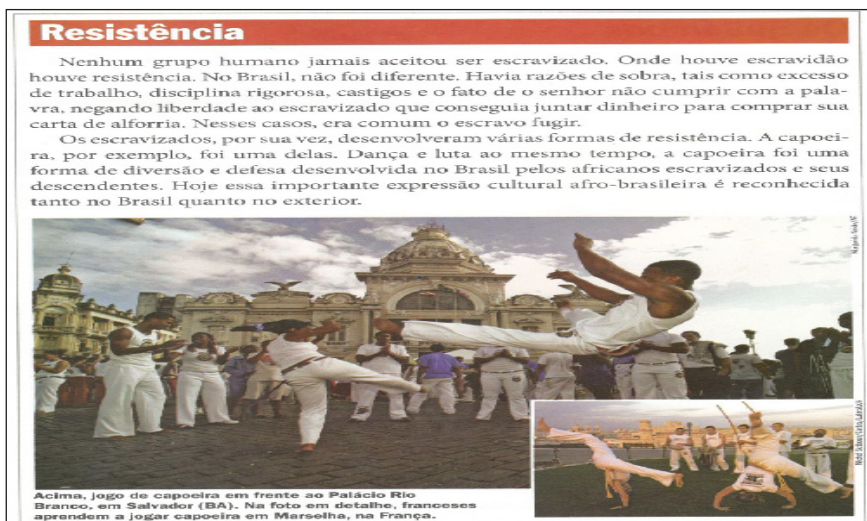 Resistência
Nenhum grupo humano jamais aceitou ser escravizado. Onde houve escravidão
houve resistência. No Brasil, não foi diferente. Havia razões de sobra, tais como excesso
de trabalho, disciplina rigorosa, castigos e o fato de o senhor não cumprir com a pala-
vra, negando liberdade ao escravizado que conseguia juntar dinheiro para comprar sua
carta de alforria. Nesses casos, era comum o escravo fugir.
Os escravizados, por sua vez, desenvolveram várias formas de resistência. A capoei-
ra, por exemplo, foi uma delas. Dança e luta ao mesmo tempo, a capoeira foi uma
forma de diversão e defesa desenvolvida no Brasil pelos africanos escravizados e seus
descendentes. Hoje essa importante expressão cultural afro-brasileira é reconhecida
tanto no Brasil quanto no exterior.
Acima, jogo de capoeira em frente ao Palácio Rio
Branco, em Salvador (BA). Na foto em detalhe, franceses
aprendem a jogar capoeira em Marselha, na França.